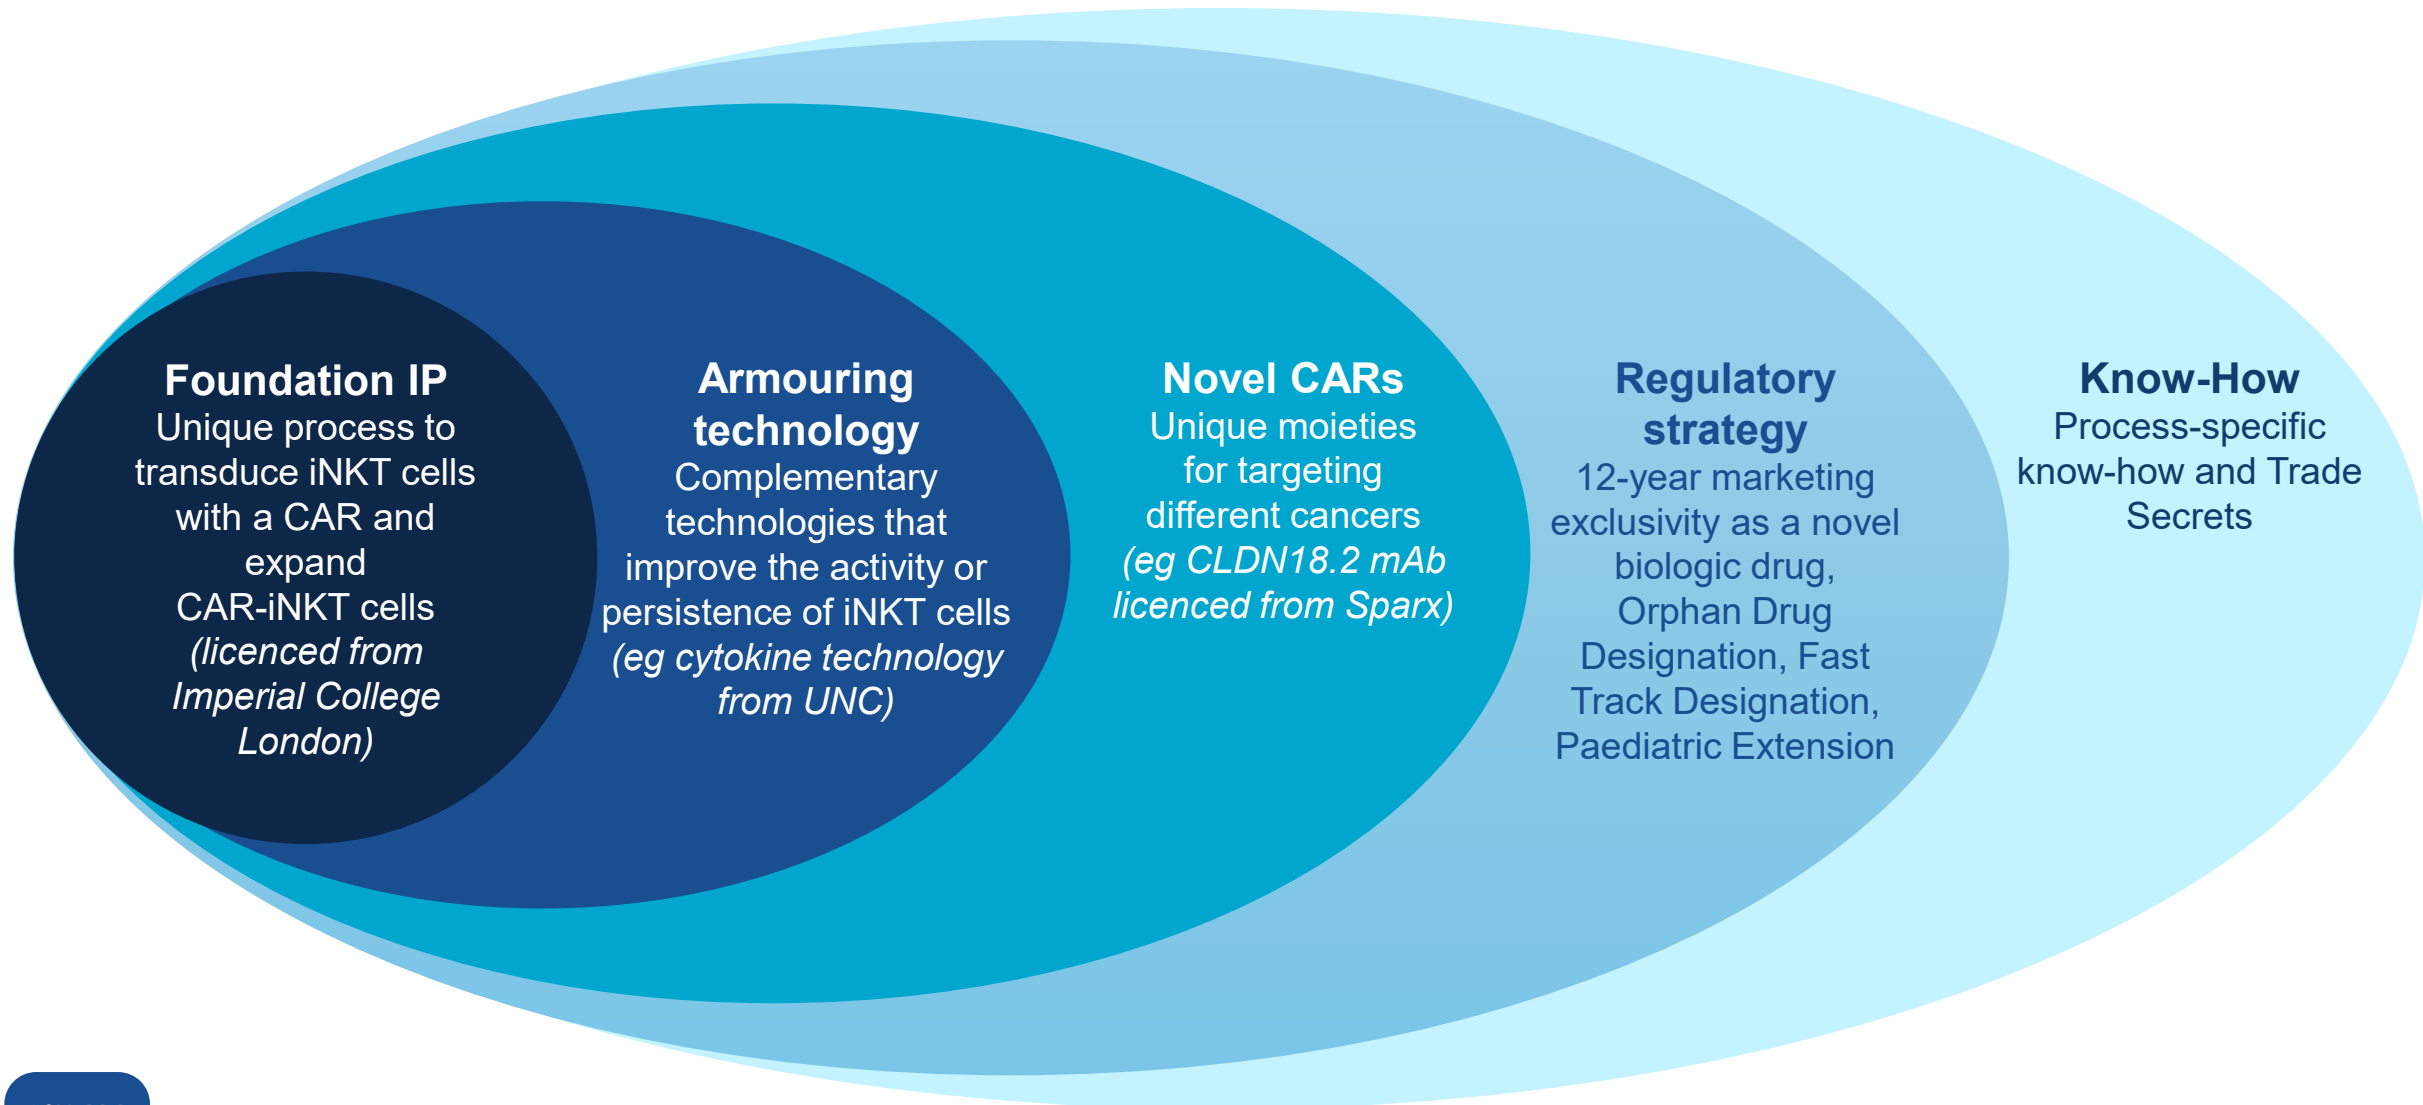 Foundation IP
Unique process to
transduce iNKT cells
with a CAR and
expand
CAR-iNKT cells
(licenced from
Imperial College
London)
Armouring
technology
Complementary
technologies that
improve the activity or
persistence of iNKT cells
(eg cytokine technology
from UNC)
Novel CARs
Unique moieties
for targeting
different cancers
(eg CLDN18.2 mAb
licenced from Sparx)
Regulatory
strategy
12-year marketing
exclusivity as a novel
biologic drug,
Orphan Drug
Designation, Fast
Track Designation,
Paediatric Extension
Know-How
Process-specific
know-how and Trade
Secrets